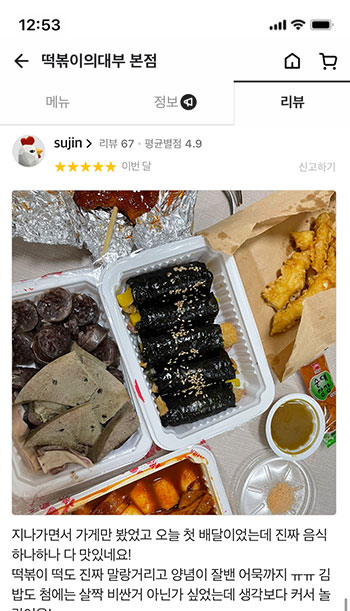 12:53
떡볶이의대부 본점
메뉴
정보
리뷰
sujin > 리뷰 67 · 평균별점 4.9
★★★★★ 이번 달
신고하기
지나가면서 가게만 봤었고 오늘 첫 배달이었는데 진짜 음식
하나하나 다 맛있네요!
떡볶이 떡도 진짜 말랑거리고 양념이 잘밴 어묵까지 ㅠㅠ 김
밥도 첨에는 살짝 비싼거 아닌가 싶었는데 생각보다 커서 놀